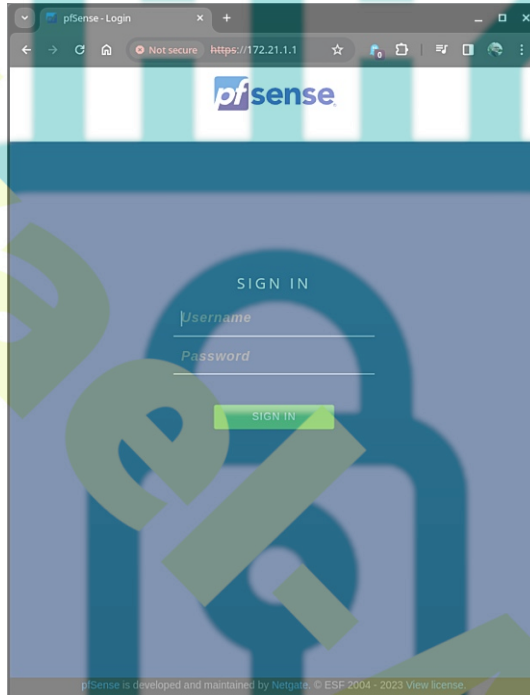 pfSense - Login
Not secure https://172.21.1.1
0
pfsense
SIGN IN
Username
Password
SIGN IN
pfSense is developed and maintained by Netgate. © ESF 2004 - 2023 View license.